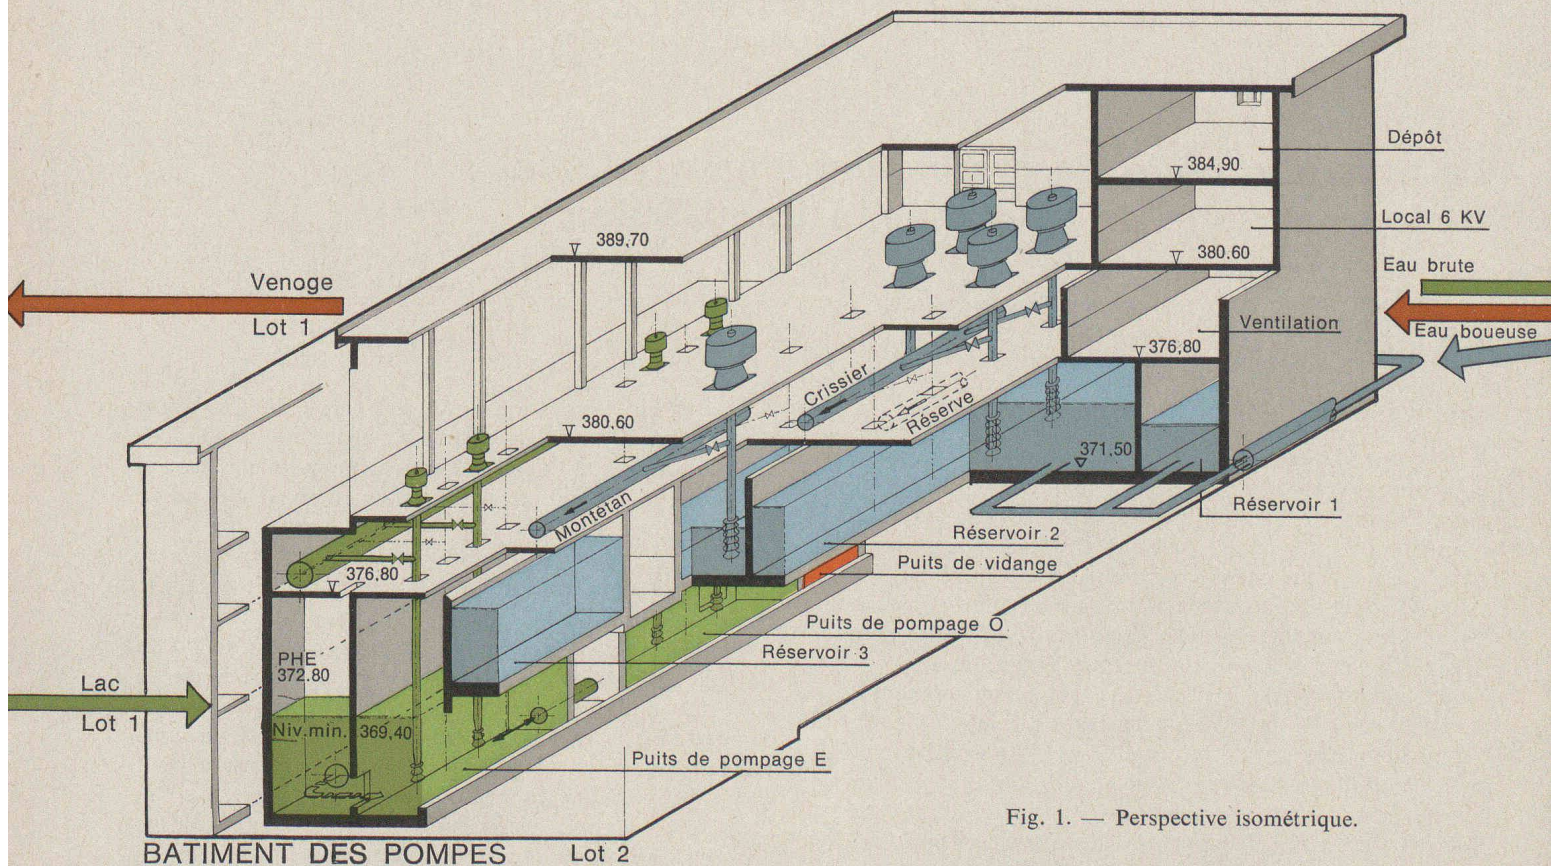 Dépôt
384,90
Local 6 KV
389,70
380.60
Eau brute
Venoge
Lot 1
Eau boueuse
Ventilation
376,80
Crissier
Réserve
380.60
371,50
Montétan
Réservoir 1
Réservoir 2
Puits de vidange
376,80
Puits de pompage O
Réservoir 3
PHE
372.80
Lac
Lot 1
Niv.min. 369,40
Puits de pompage E
Fig. 1. — Perspective isométrique.
BATIMENT DES POMPES Lot 2